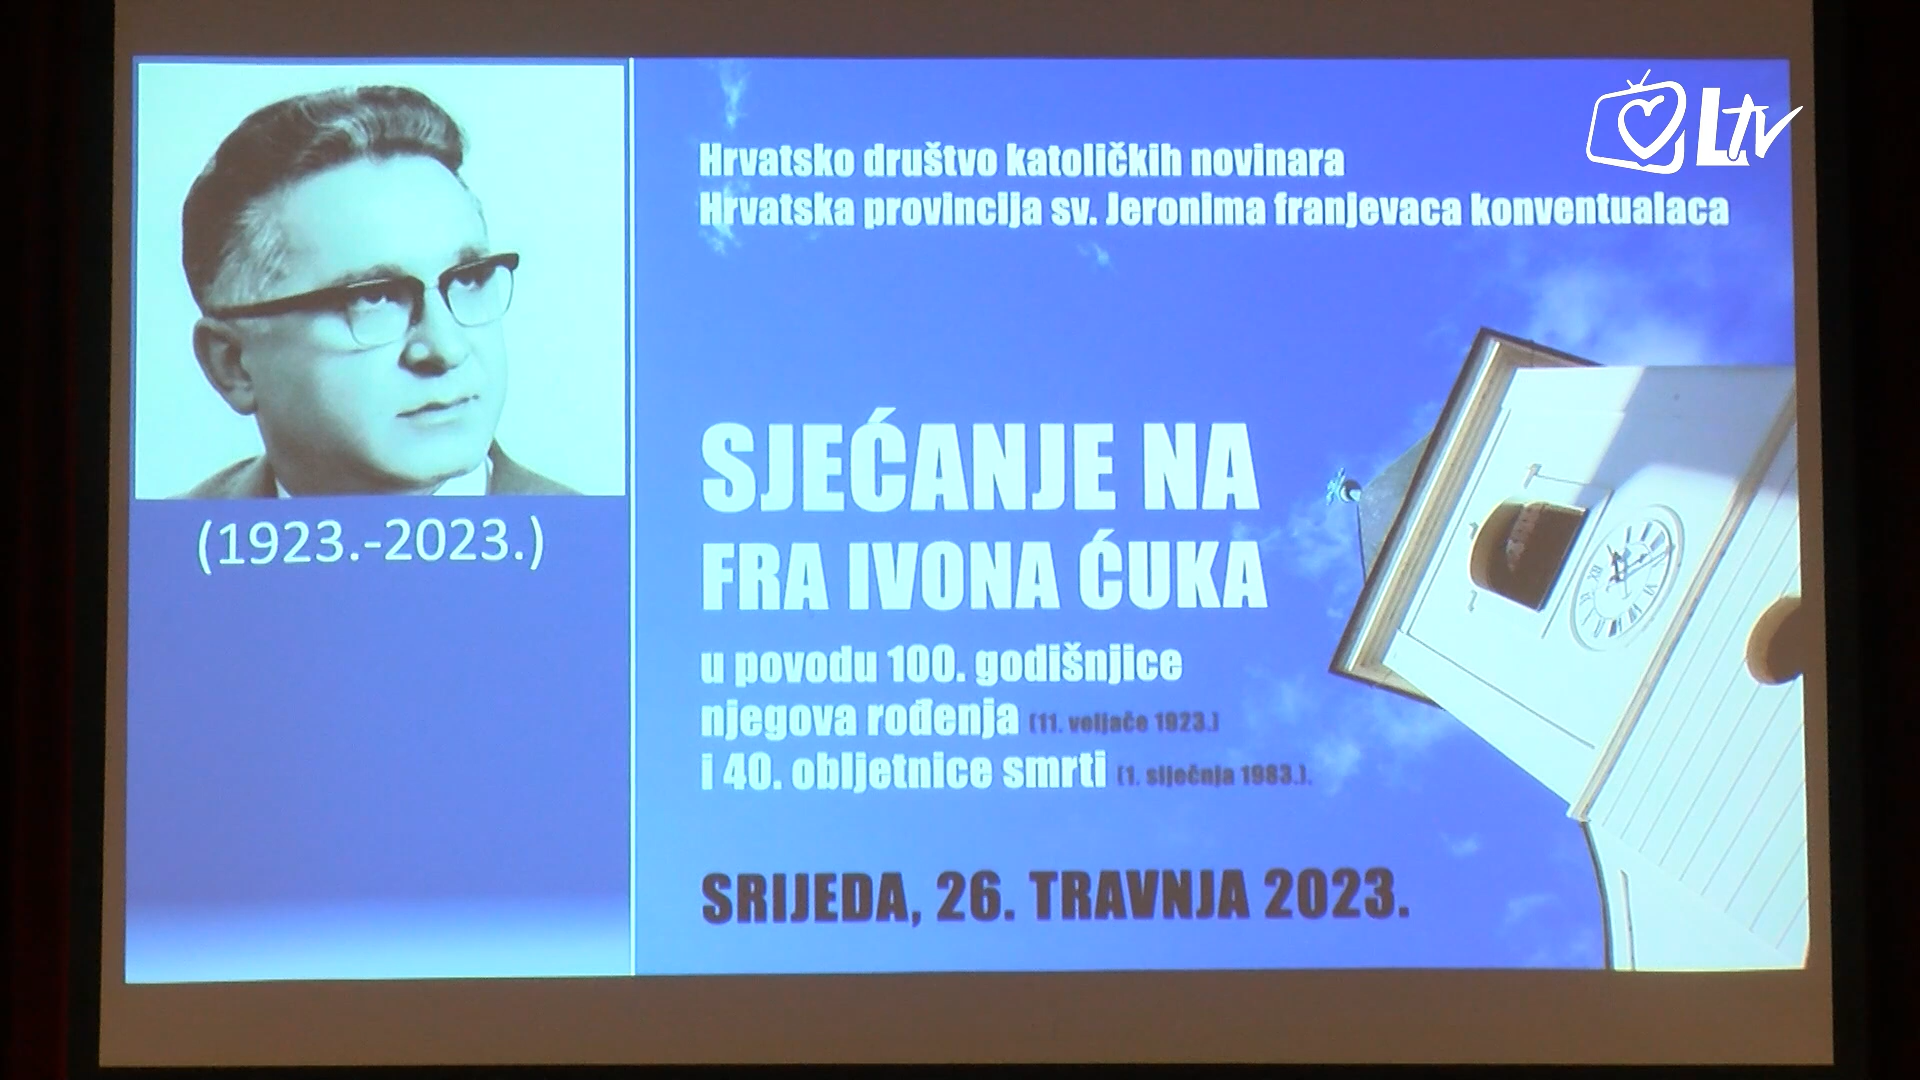 LTV
Hrvatsko društvo katoličkih novinara
Hrvatska provincija sv. Jeronima franjevaca konventualaca
(1923.-2023.)
SJEĆANJE NA
FRA IVONA ĆUKA
u povodu 100. godišnjice
njegova rođenja (11. veljače 1923.)
i 40. obljetnice smrti (1. siječnja 1983.).
SRIJEDA, 26. TRAVNJA 2023.